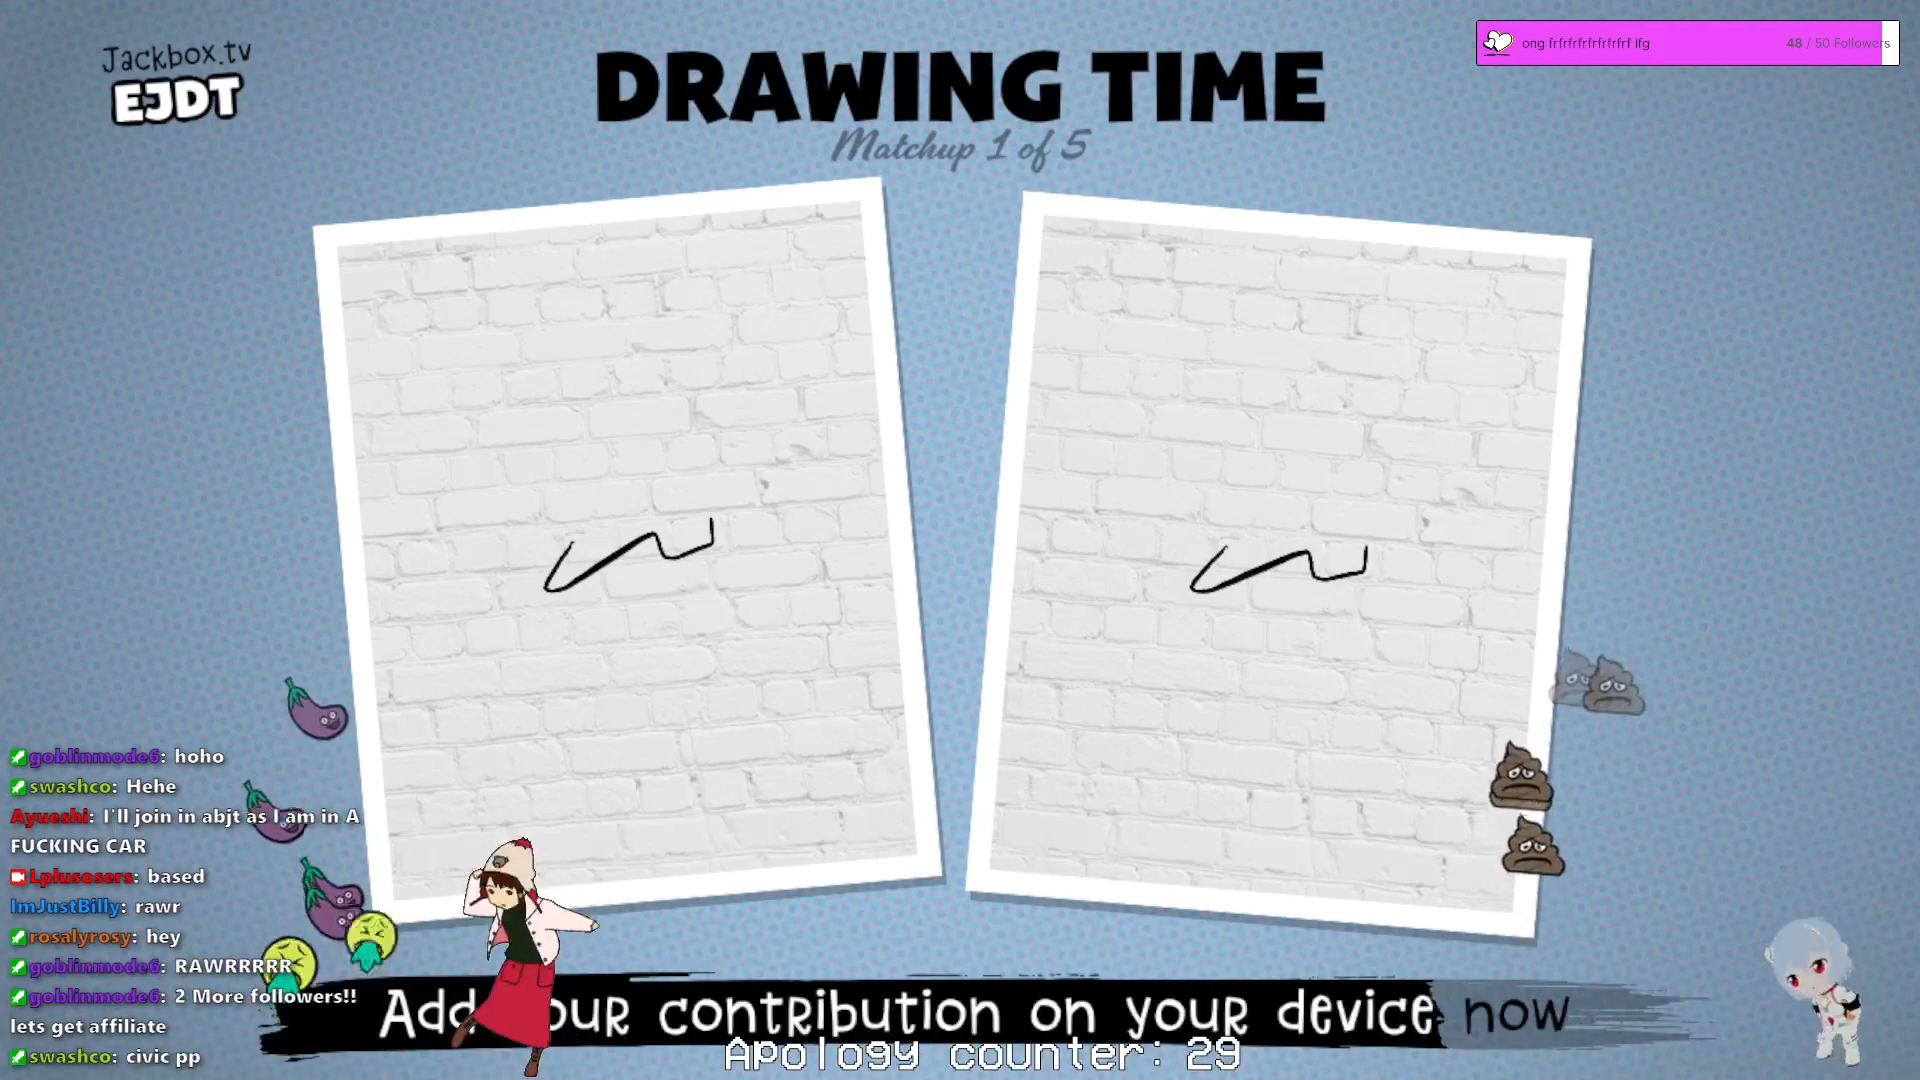 Jackbox.tv
EJDT
DRAWING TIME
Matchup 1 of 5
ong frfrfrfrfrfrfrfrf lfg
48 / 50 Followers
goblinmode6: hoho
swashco: Hehe
Ayueshi: I'll join in abjt as I am in A
FUCKING CAR
Lplusosers: based
ImJustBilly: rawr
rosalyrosy: hey
goblinmode6: RAWRRRRR
goblinmode6: 2 More followers!!
lets get affiliate
swashco: civic pp
Add our contribution on your device now
Apology counter: 29